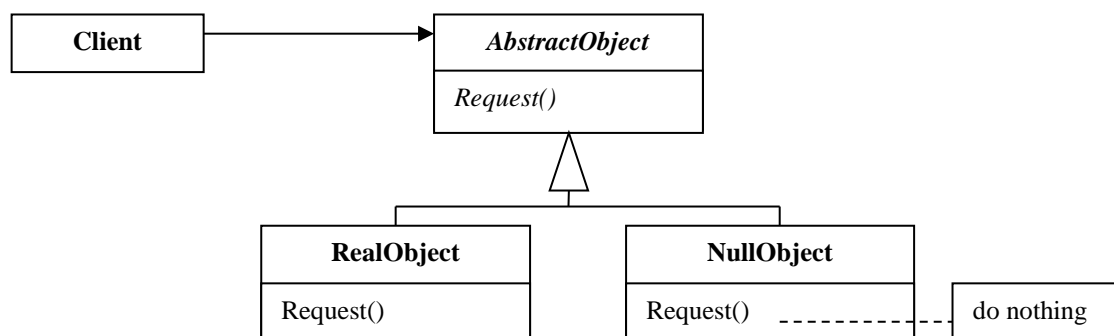 Client
AbstractObject
Request()
RealObject
NullObject
Request()
Request()
do nothing